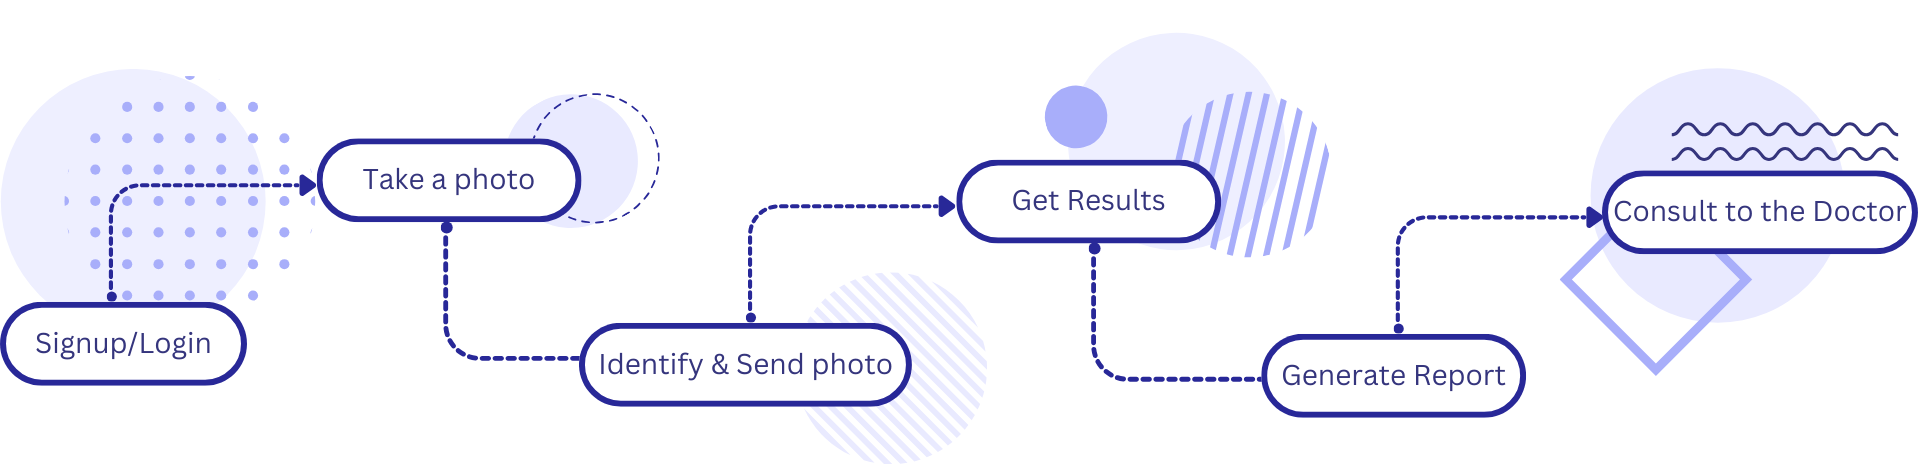 Signup/Login
Take a photo
Identify & Send photo
Get Results
Generate Report
Consult to the Doctor